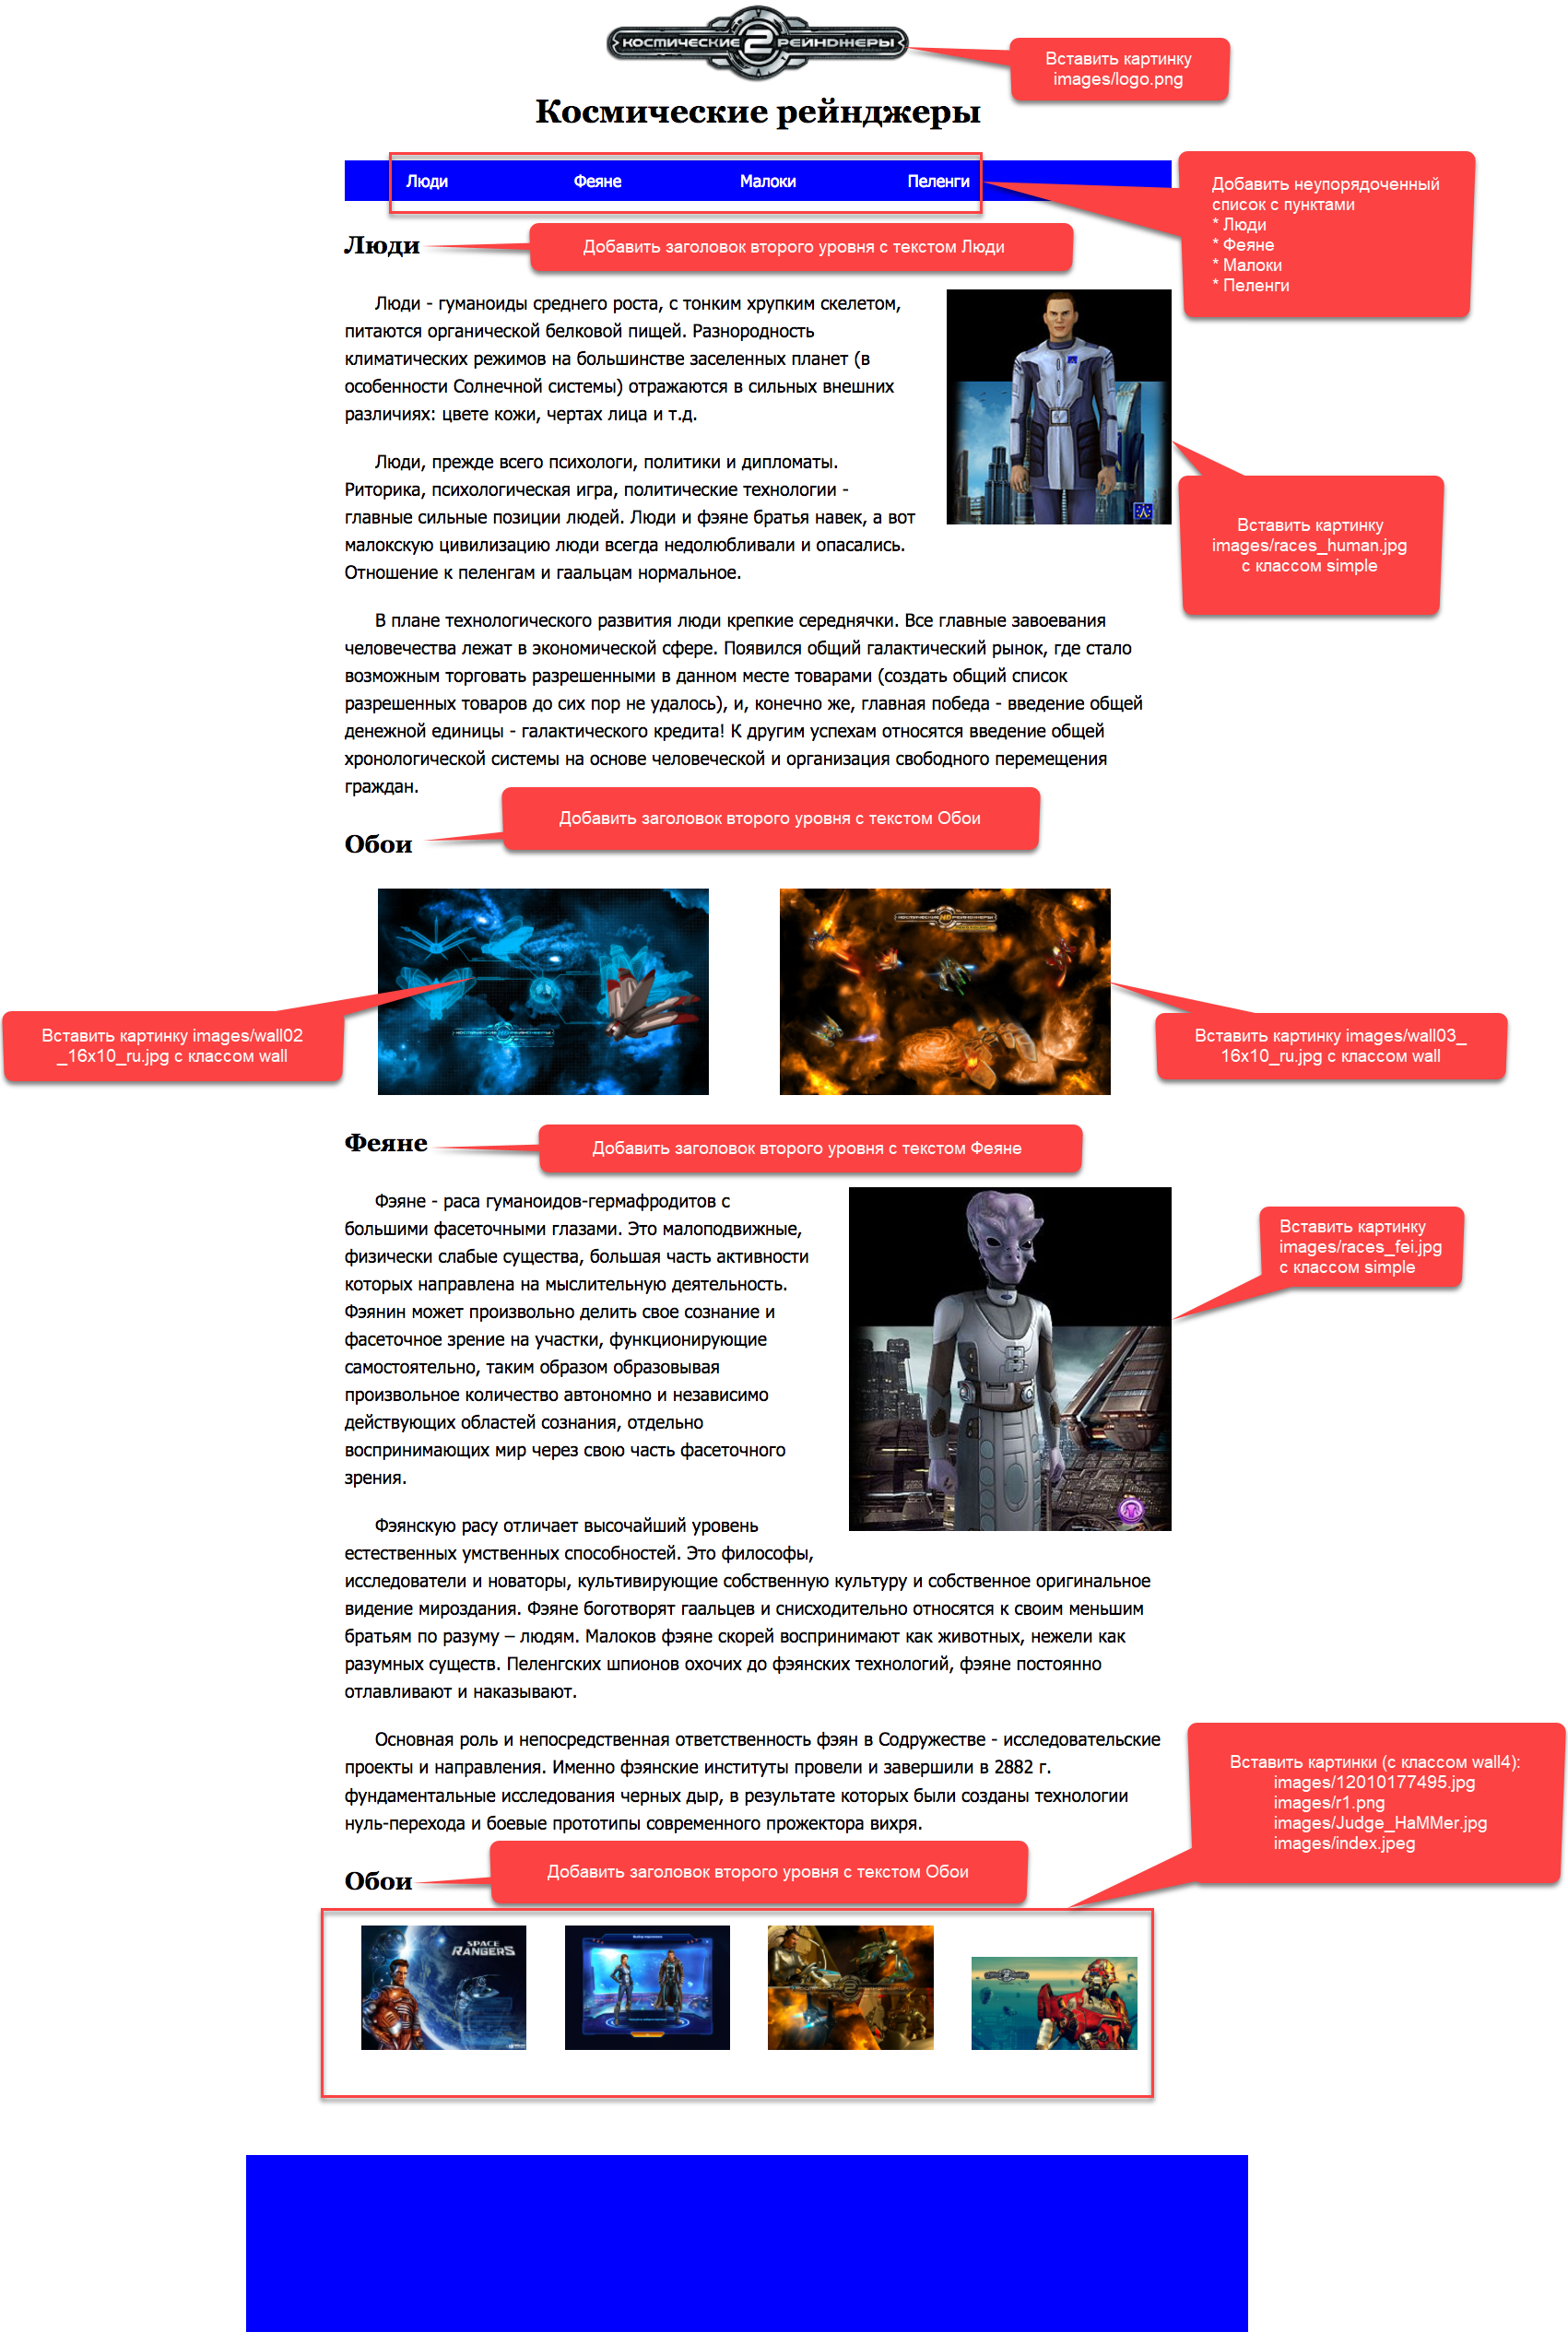 КОСМИЧЕСКИЕ 2 РЕЙНДЖЕРЫ
Вставить картинку
images/logo.png
Космические рейнджеры
Люди
Феяне
Малоки
Пеленги
Добавить неупорядоченный
список с пунктами
* Люди
* Феяне
* Малоки
* Пеленги
Люди
Добавить заголовок второго уровня с текстом Люди
Люди - гуманоиды среднего роста, с тонким хрупким скелетом,
питаются органической белковой пищей. Разнородность
климатических режимов на большинстве заселенных планет (в
особенности Солнечной системы) отражаются в сильных внешних
различиях: цвете кожи, чертах лица и т.д.
Люди, прежде всего психологи, политики и дипломаты.
Риторика, психологическая игра, политические технологии -
главные сильные позиции людей. Люди и фэяне братья навек, а вот
малокскую цивилизацию люди всегда недолюбливали и опасались.
Отношение к пеленгам и гаальцам нормальное.
Вставить картинку
images/races_human.jpg
с классом simple
В плане технологического развития люди крепкие середнячки. Все главные завоевания
человечества лежат в экономической сфере. Появился общий галактический рынок, где стало
возможным торговать разрешенными в данном месте товарами (создать общий список
разрешенных товаров до сих пор не удалось), и, конечно же, главная победа - введение общей
денежной единицы - галактического кредита! К другим успехам относятся введение общей
хронологической системы на основе человеческой и организация свободного перемещения
граждан.
Добавить заголовок второго уровня с текстом Обои
Обои
КОСМИЧЕСКИЕ HD РЕЙНДЖЕРЫ
КОСМИЧЕСКИЕ HD РЕЙНДЖЕРЫ
Вставить картинку images/wall02
_16x10_ru.jpg с классом wall
Вставить картинку images/wall03_
16x10_ru.jpg с классом wall
Феяне
Добавить заголовок второго уровня с текстом Феяне
Фэяне - раса гуманоидов-гермафродитов с
большими фасеточными глазами. Это малоподвижные,
физически слабые существа, большая часть активности
которых направлена на мыслительную деятельность.
Фэянин может произвольно делить свое сознание и
фасеточное зрение на участки, функционирующие
самостоятельно, таким образом образовывая
произвольное количество автономно и независимо
действующих областей сознания, отдельно
воспринимающих мир через свою часть фасеточного
зрения.
Вставить картинку
images/races_fei.jpg
с классом simple
Фэянскую расу отличает высочайший уровень
естественных умственных способностей. Это философы,
исследователи и новаторы, культивирующие собственную культуру и собственное оригинальное
видение мироздания. Фэяне боготворят гаальцев и снисходительно относятся к своим меньшим
братьям по разуму – людям. Малоков фэяне скорей воспринимают как животных, нежели как
разумных существ. Пеленгских шпионов охочих до фэянских технологий, фэяне постоянно
отлавливают и наказывают.
Основная роль и непосредственная ответственность фэян в Содружестве - исследовательские
проекты и направления. Именно фэянские институты провели и завершили в 2882 г.
фундаментальные исследования черных дыр, в результате которых были созданы технологии
нуль-перехода и боевые прототипы современного прожектора вихря.
Вставить картинки (с классом wall4):
images/12010177495.jpg
images/r1.png
images/Judge_HaMMer.jpg
images/index.jpeg
Обои
Добавить заголовок второго уровня с текстом Обои
SPACE
RANGERS